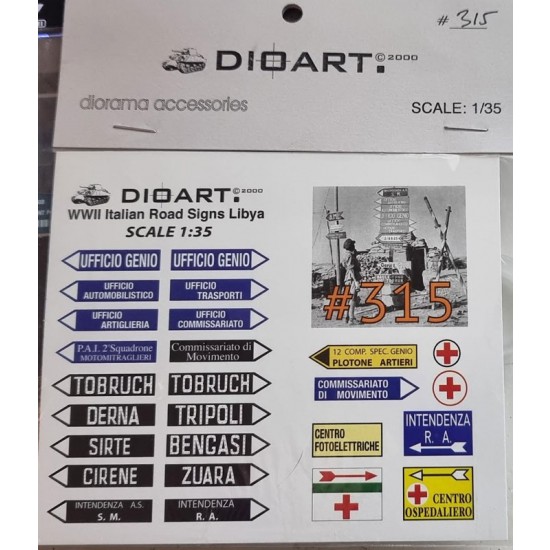 # 315
DIOART: ©2000
diorama accessories
SCALE: 1/35
DIOART: ©2000
WWII Italian Road Signs Libya
SCALE 1:35
UFFICIO GENIO
UFFICIO GENIO
UFFICIO
AUTOMOBILISTICO
UFFICIO
TRASPORTI
UFFICIO
ARTIGLIERIA
UFFICIO
COMMISSARIATO
P.A.I. 2°Squadrone
MOTOMITRAGLIERI
Commissariato di
Movimento
TOBRUCH
TOBRUCH
DERNA
TRIPOLI
SIRTE
BENGASI
CIRENE
ZUARA
INTENDENZA A.S.
S. M.
INTENDENZA
R. A.
#315
12 COMP. SPEC. GENIO
PLOTONE ARTIERI
COMMISSARIATO
DI MOVIMENTO
CENTRO
FOTOELETTRICHE
INTENDENZA
R. A.
CENTRO
OSPEDALIERO